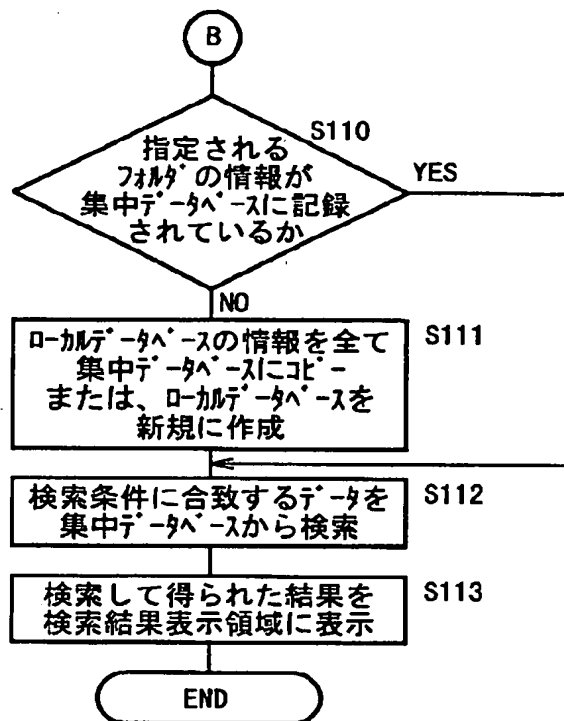 B
S110
指定される
フォルダの情報が
集中データベースに記録
されているか
YES
NO
ローカルデータベースの情報を全て
集中データベースにコピー
または、ローカルデータベースを
新規に作成
S111
検索条件に合致するデータを
集中データベースから検索
S112
検索して得られた結果を
検索結果表示領域に表示
S113
END